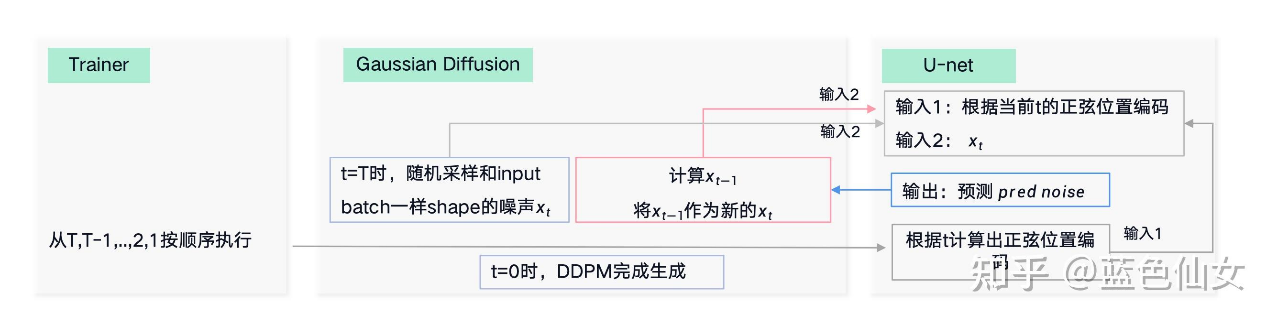 Trainer
Gaussian Diffusion
U-net
输入2
输入2
输入1：根据当前t的正弦位置编码
输入2： xₜ
t=T时，随机采样和input
batch一样shape的噪声xₜ
计算xₜ₋₁
将xₜ₋₁作为新的xₜ
输出：预测 pred noise
从T,T-1,..,2,1按顺序执行
根据t计算出正弦位置编
码
输入1
t=0时，DDPM完成生成
知乎 @蓝色仙女